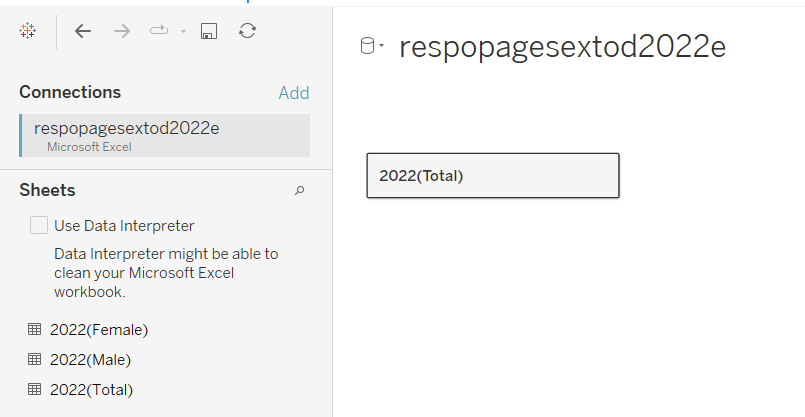 respopagesextod2022e
Connections
Add
respopagesextod2022e
Microsoft Excel
2022(Total)
Sheets
Use Data Interpreter
Data Interpreter might be able to
clean your Microsoft Excel
workbook.
2022(Female)
2022(Male)
2022(Total)